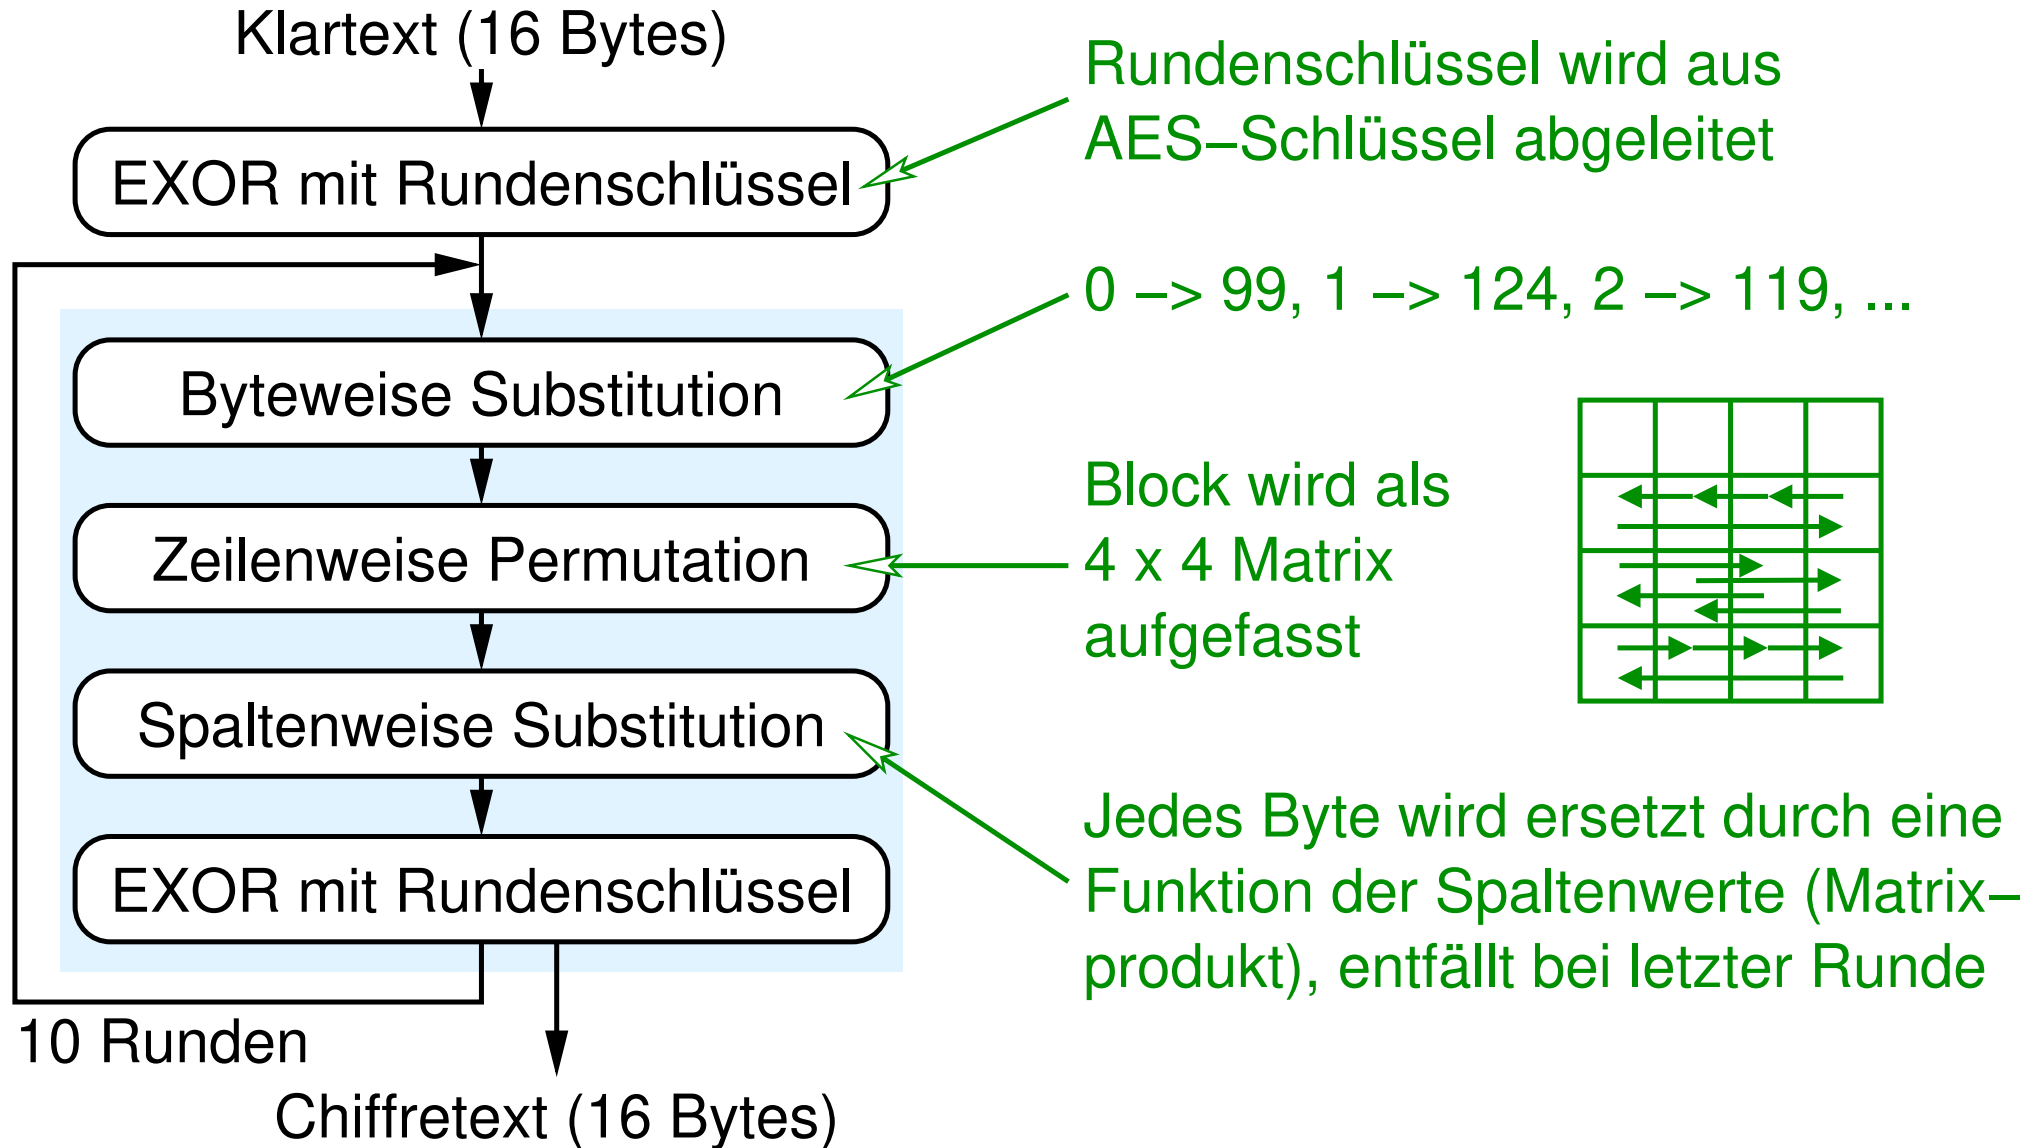 Klartext (16 Bytes)
EXOR mit Rundenschlüssel
Rundenschlüssel wird aus
AES–Schlüssel abgeleitet
0 –> 99, 1 –> 124, 2 –> 119, ...
Byteweise Substitution
Zeilenweise Permutation
Block wird als
4 x 4 Matrix
aufgefasst
Spaltenweise Substitution
Jedes Byte wird ersetzt durch eine
Funktion der Spaltenwerte (Matrix–
produkt), entfällt bei letzter Runde
EXOR mit Rundenschlüssel
10 Runden
Chiffretext (16 Bytes)